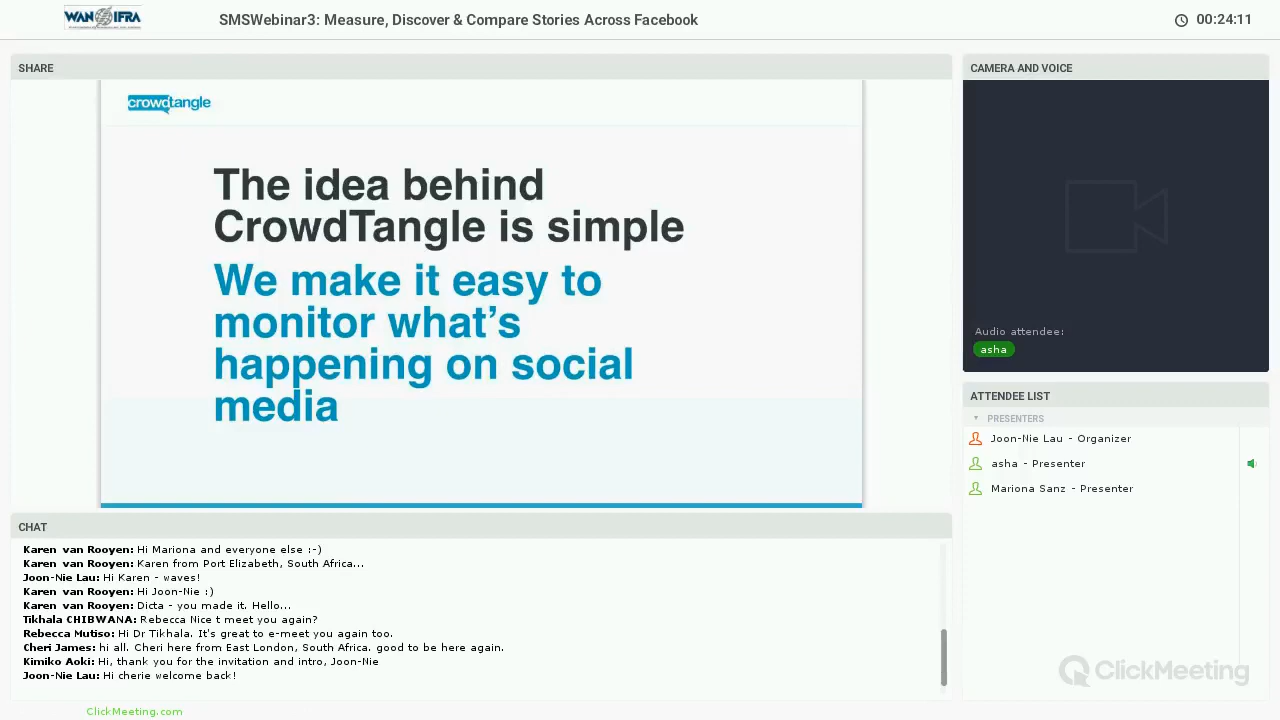 WAN IFRA
SMSWebinar3: Measure, Discover & Compare Stories Across Facebook
00:24:11
SHARE
crowdtangle
The idea behind
CrowdTangle is simple
We make it easy to
monitor what's
happening on social
media
CAMERA AND VOICE
Audio attendee:
asha
ATTENDEE LIST
PRESENTERS
Joon-Nie Lau - Organizer
asha - Presenter
Mariona Sanz - Presenter
CHAT
Karen van Rooyen: Hi Mariona and everyone else :-)
Karen van Rooyen: Karen from Port Elizabeth, South Africa...
Joon-Nie Lau: Hi Karen - waves!
Karen van Rooyen: Hi Joon-Nie :)
Karen van Rooyen: Dicta - you made it. Hello...
Tikhala CHIBWANA: Rebecca Nice t meet you again?
Rebecca Mutiso: Hi Dr Tikhala. It's great to e-meet you again too.
Cheri James: hi all. Cheri here from East London, South Africa. good to be here again.
Kimiko Aoki: Hi, thank you for the invitation and intro, Joon-Nie
Joon-Nie Lau: Hi cherie welcome back!
ClickMeeting
ClickMeeting.com